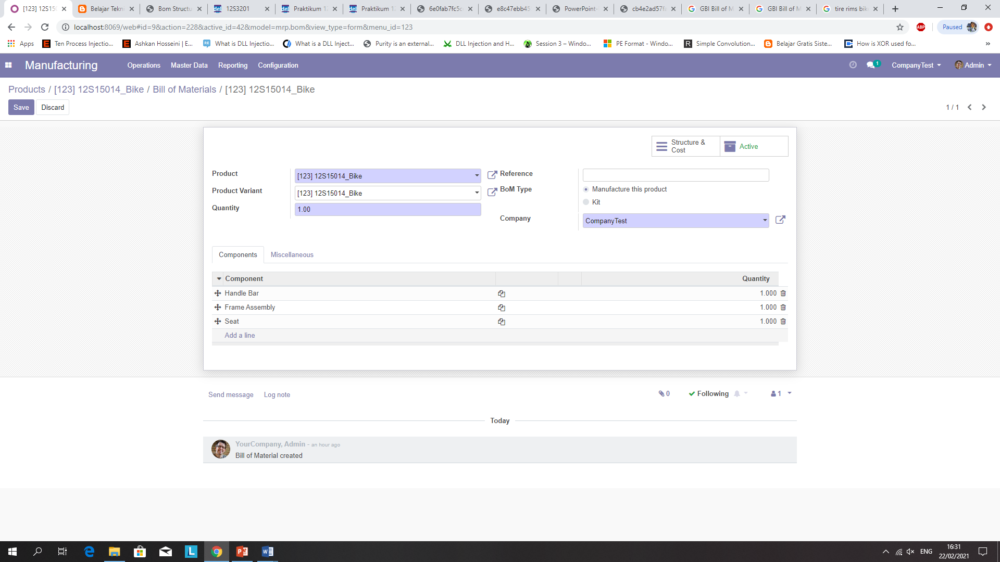 [123] 12S15
Belajar Tekn
Bom Structu
12S3201
Praktikum 12
Praktikum 12
6e0fab7fc5c
e8c47ebb45
PowerPoint-
cb4e2ad57f
GBI Bill of M
GBI Bill of M
tire rims bik
localhost:8069/web#id=9&action=228&active_id=42&model=mrp.bom&view_type=form&menu_id=123
ABP
Paused
Apps
Ten Process Injectio...
Ashkan Hosseini | E...
What is DLL Injectio...
What is a DLL Inject...
Purity is an external...
DLL Injection and H...
Session 3 – Windo...
PE Format - Windo...
Simple Convolution...
Belajar Gratis Siste...
How is XOR used fo...
Manufacturing
Operations
Master Data
Reporting
Configuration
1
CompanyTest
Admin
Products / [123] 12S15014_Bike / Bill of Materials / [123] 12S15014_Bike
Save
Discard
1 / 1
Structure & Cost
Active
Product
[123] 12S15014_Bike
Product Variant
[123] 12S15014_Bike
Quantity
1.00
Reference
BoM Type
Manufacture this product
Kit
Company
CompanyTest
Components
Miscellaneous
Component
Quantity
Handle Bar
1.000
Frame Assembly
1.000
Seat
1.000
Add a line
Send message
Log note
0
Following
1
Today
YourCompany, Admin - an hour ago
Bill of Material created
ENG
16:31
22/02/2021